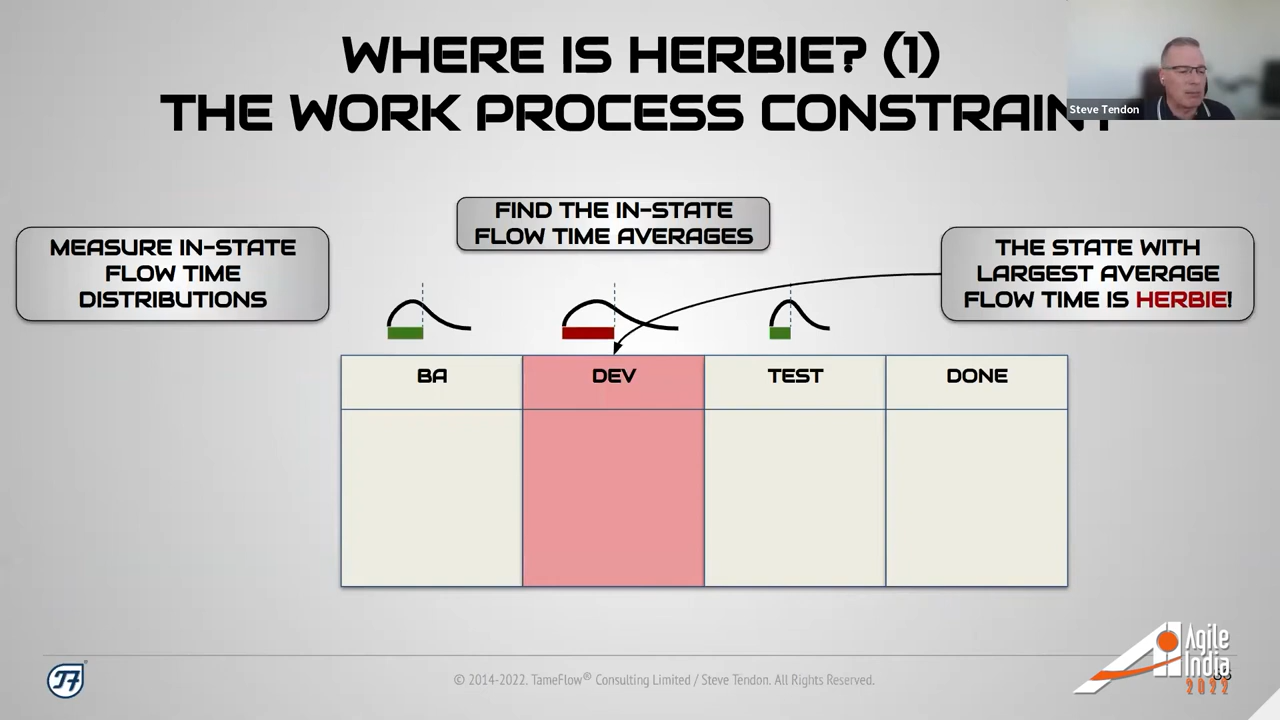 WHERE IS HERBIE? (1)
THE WORK PROCESS CONSTRAINT
Steve Tendon
FIND THE IN-STATE
FLOW TIME AVERAGES
MEASURE IN-STATE
FLOW TIME
DISTRIBUTIONS
THE STATE WITH
LARGEST AVERAGE
FLOW TIME IS HERBIE!
BA
DEV
TEST
DONE
© 2014-2022. TameFlow® Consulting Limited / Steve Tendon. All Rights Reserved.
Agile
India
2022